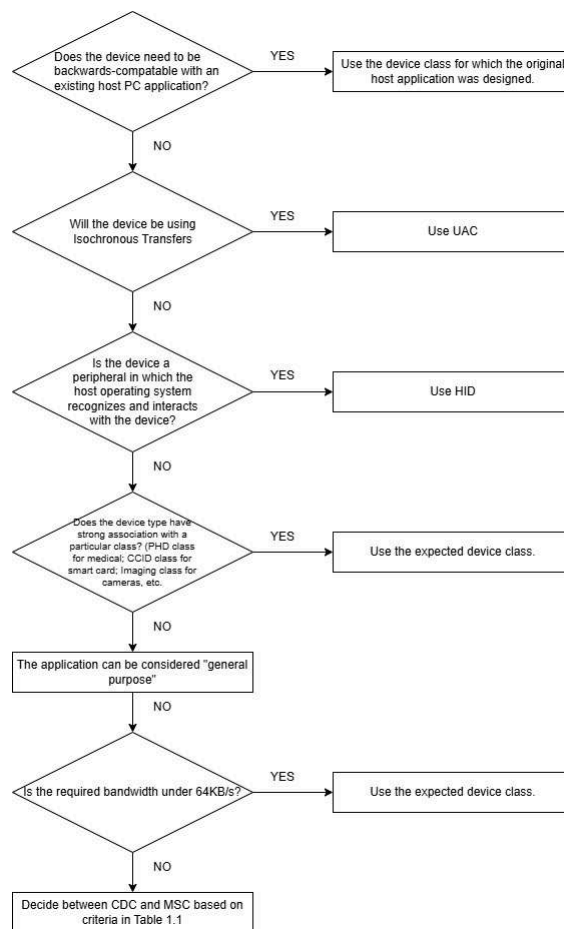 Does the device need to be
backwards-compatable with an
existing host PC application?
YES
Use the device class for which the original
host application was designed.
NO
Will the device be using
Isochronous Transfers
YES
Use UAC
NO
Is the device a
peripheral in which the
host operating system
recognizes and interacts
with the device?
YES
Use HID
NO
Does the device type have
strong association with a
particular class? (PHD class
for medical; CCID class for
smart card; Imaging class for
cameras, etc.
YES
Use the expected device class.
NO
The application can be considered "general
purpose"
NO
Is the required bandwidth under 64KB/s?
YES
Use the expected device class.
NO
Decide between CDC and MSC based on
criteria in Table 1.1